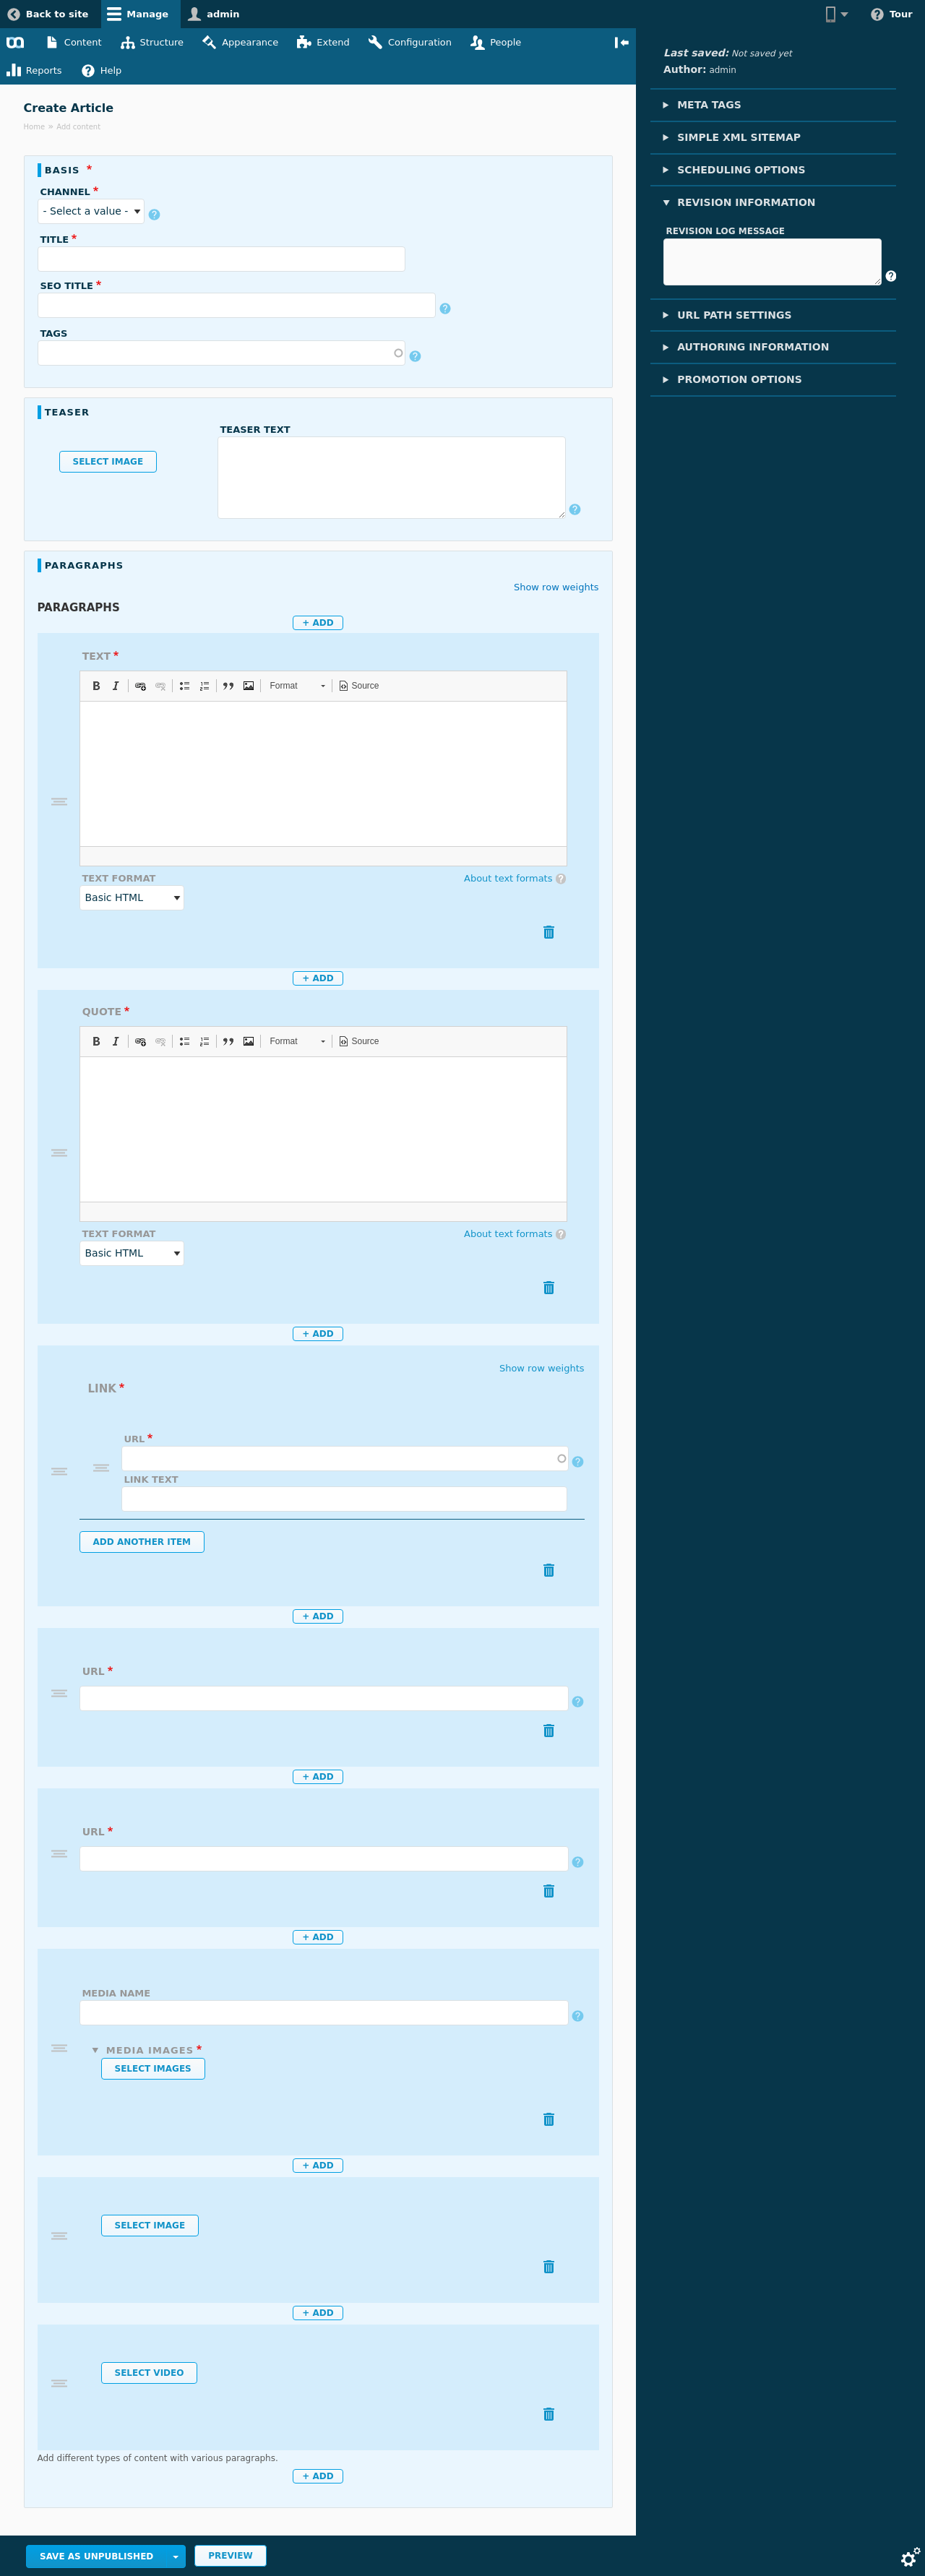 Back to site Manage admin Tour
Content Structure Appearance Extend Configuration People
Reports Help
Last saved: Not saved yet
Author: admin
META TAGS
SIMPLE XML SITEMAP
SCHEDULING OPTIONS
REVISION INFORMATION
REVISION LOG MESSAGE
URL PATH SETTINGS
AUTHORING INFORMATION
PROMOTION OPTIONS
Create Article
Home » Add content
BASIS *
CHANNEL *
- Select a value -
TITLE *
SEO TITLE *
TAGS
TEASER
SELECT IMAGE
TEASER TEXT
PARAGRAPHS
Show row weights
PARAGRAPHS
+ ADD
TEXT *
B I Format Source
TEXT FORMAT About text formats
Basic HTML
+ ADD
QUOTE *
B I Format Source
TEXT FORMAT About text formats
Basic HTML
+ ADD
Show row weights
LINK *
URL *
LINK TEXT
ADD ANOTHER ITEM
+ ADD
URL *
+ ADD
URL *
+ ADD
MEDIA NAME
MEDIA IMAGES *
SELECT IMAGES
+ ADD
SELECT IMAGE
+ ADD
SELECT VIDEO
Add different types of content with various paragraphs.
+ ADD
SAVE AS UNPUBLISHED PREVIEW